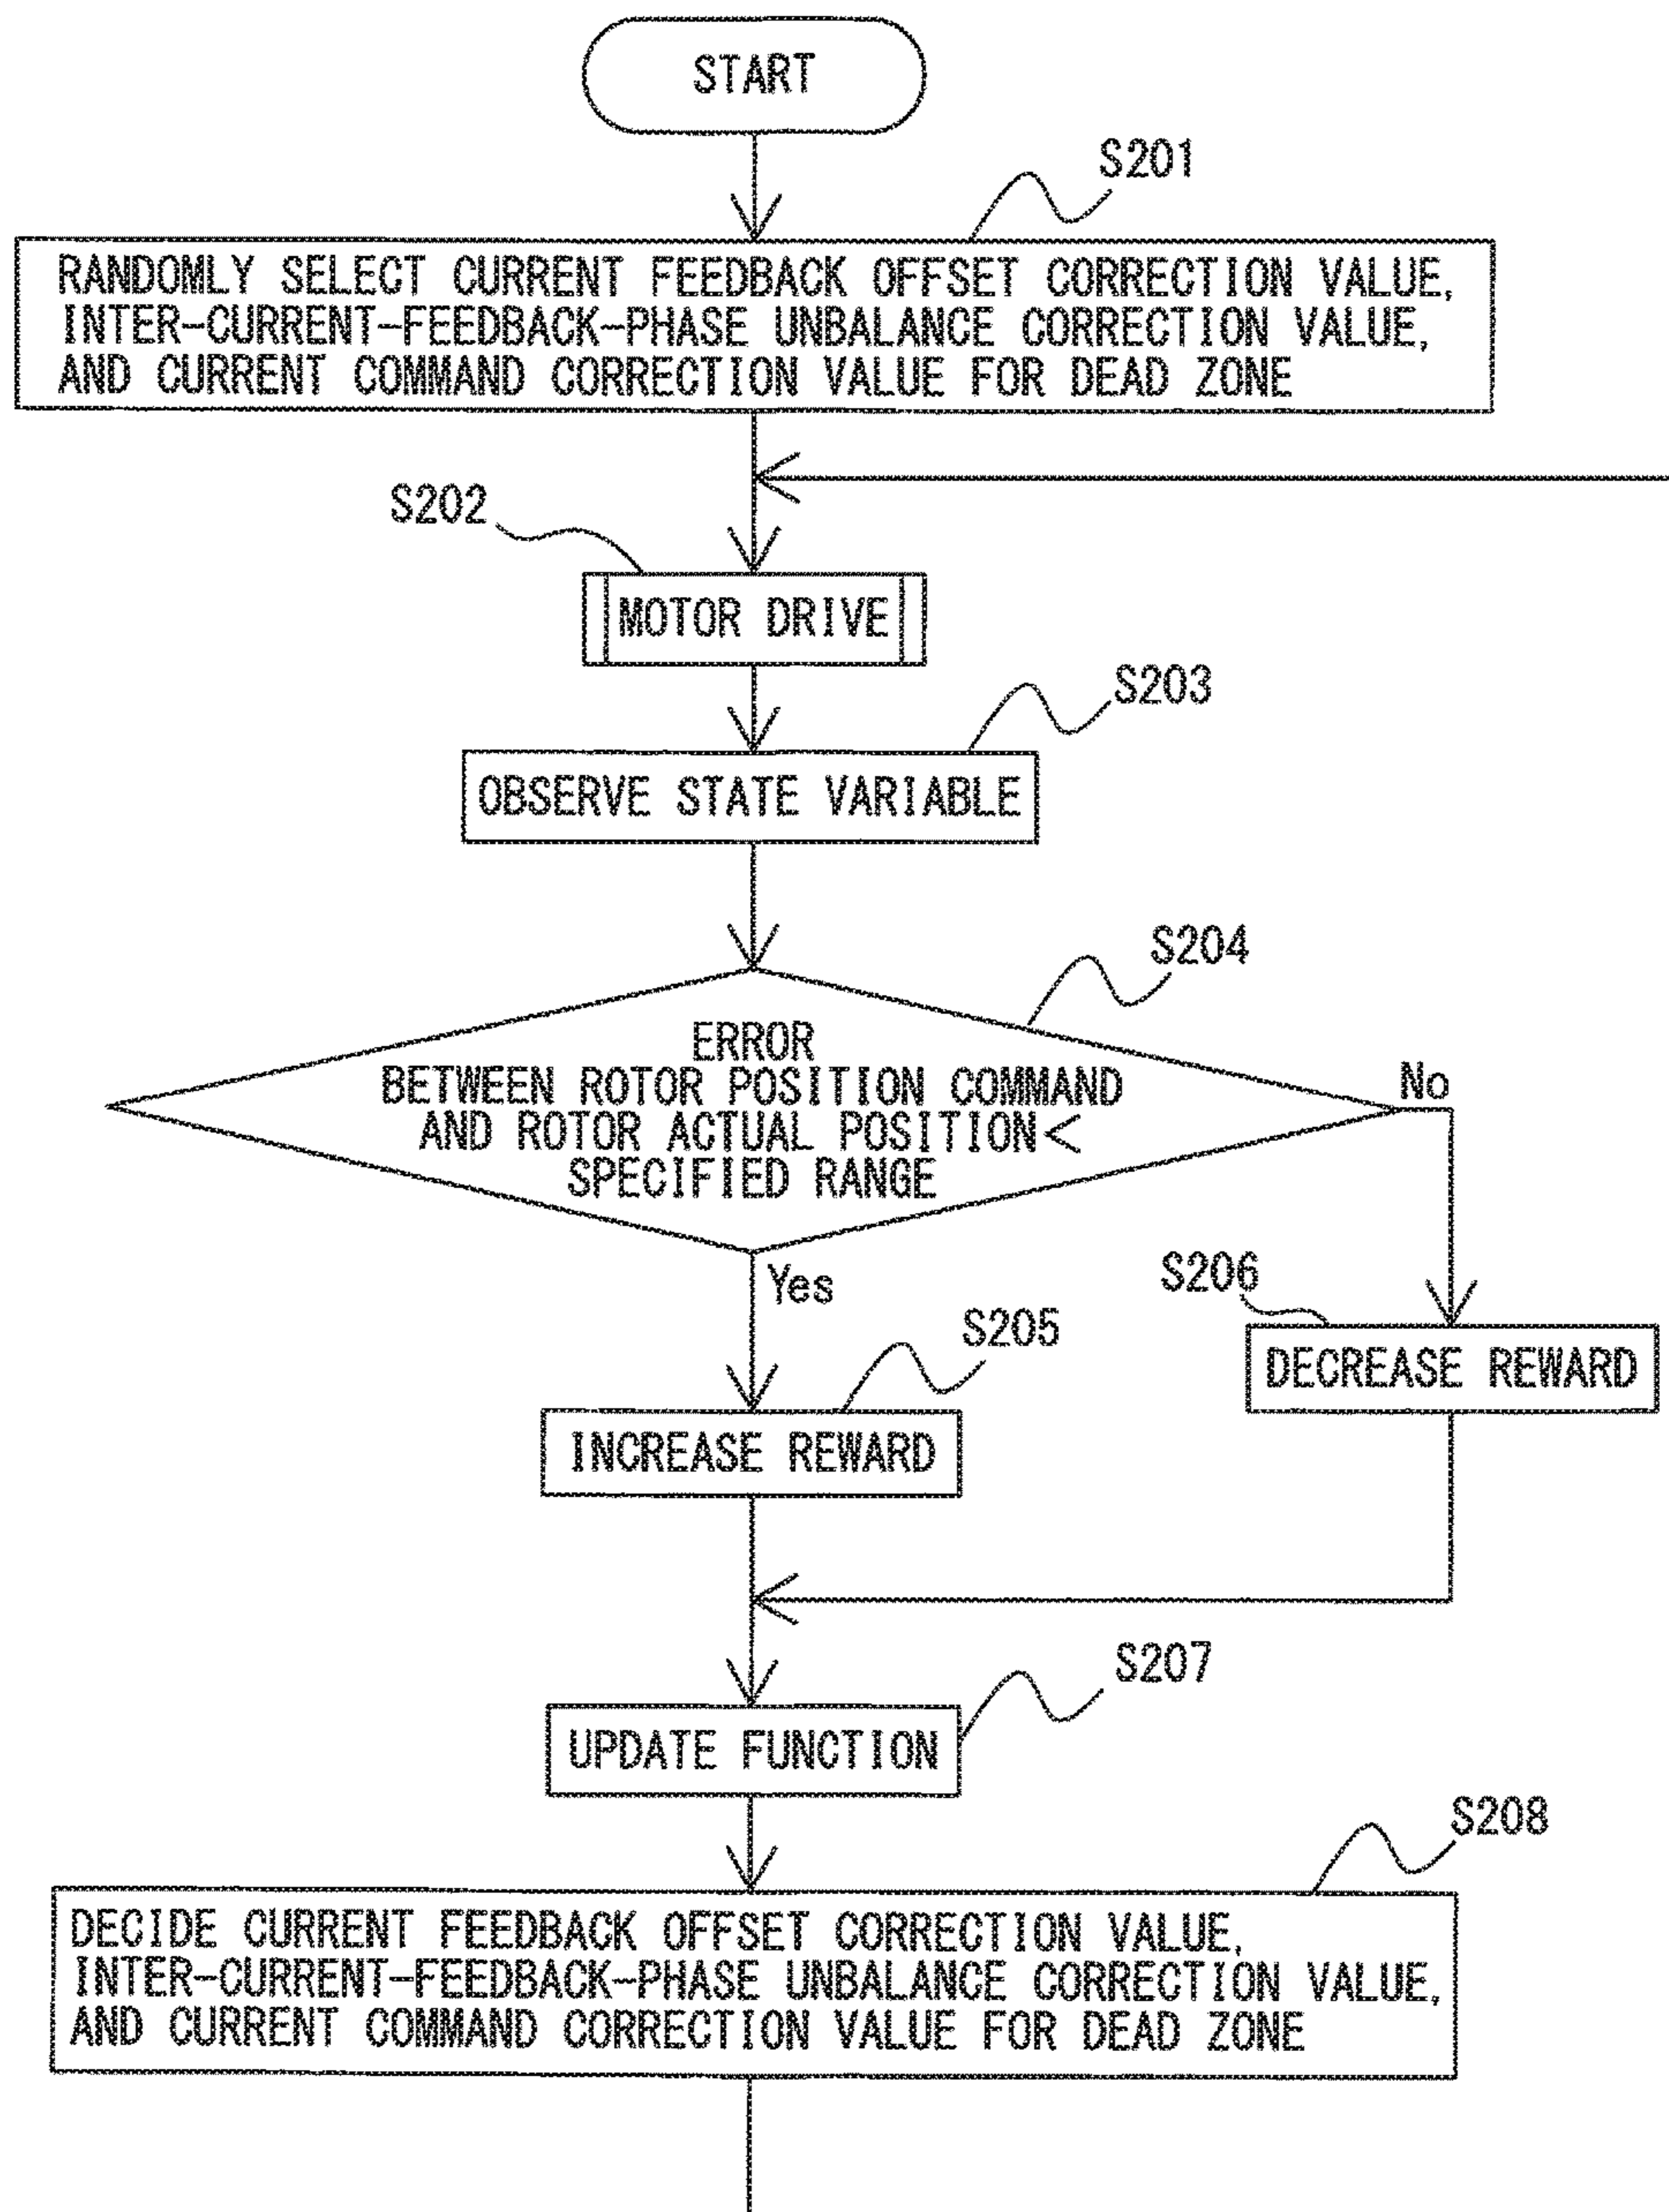 START
S201
RANDOMLY SELECT CURRENT FEEDBACK OFFSET CORRECTION VALUE,
INTER-CURRENT-FEEDBACK-PHASE UNBALANCE CORRECTION VALUE,
AND CURRENT COMMAND CORRECTION VALUE FOR DEAD ZONE
S202
MOTOR DRIVE
S203
OBSERVE STATE VARIABLE
S204
ERROR
BETWEEN ROTOR POSITION COMMAND
AND ROTOR ACTUAL POSITION <
SPECIFIED RANGE
No
Yes
S206
DECREASE REWARD
S205
INCREASE REWARD
S207
UPDATE FUNCTION
S208
DECIDE CURRENT FEEDBACK OFFSET CORRECTION VALUE,
INTER-CURRENT-FEEDBACK-PHASE UNBALANCE CORRECTION VALUE,
AND CURRENT COMMAND CORRECTION VALUE FOR DEAD ZONE